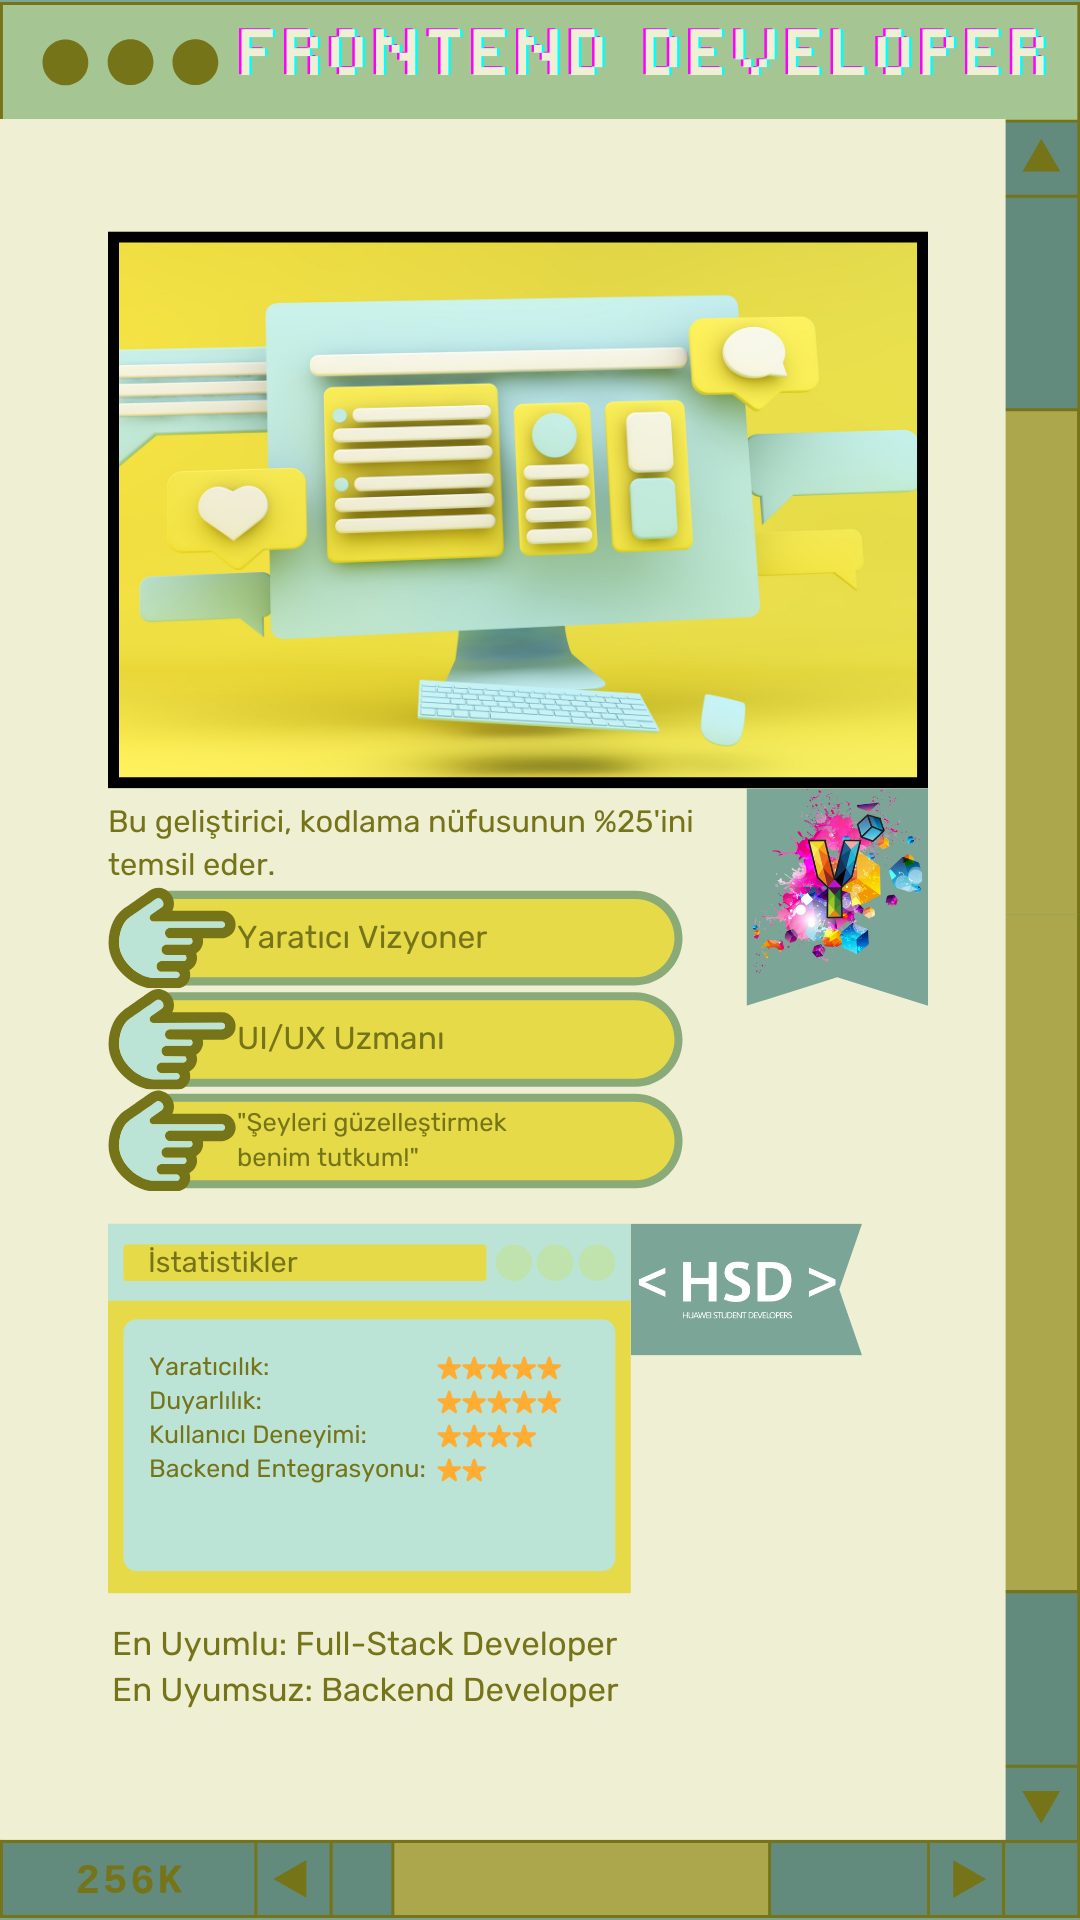 FRONTEND DEVELOPER
Bu geliştirici, kodlama nüfusunun %25'ini
temsil eder.
Yaratıcı Vizyoner
UI/UX Uzmanı
"Şeyleri güzelleştirmek
benim tutkum!"
İstatistikler
< HSD >
HUAWEI STUDENT DEVELOPERS
Yaratıcılık: ★★★★★
Duyarlılık: ★★★★★
Kullanıcı Deneyimi: ★★★★
Backend Entegrasyonu: ★★
En Uyumlu: Full-Stack Developer
En Uyumsuz: Backend Developer
256K